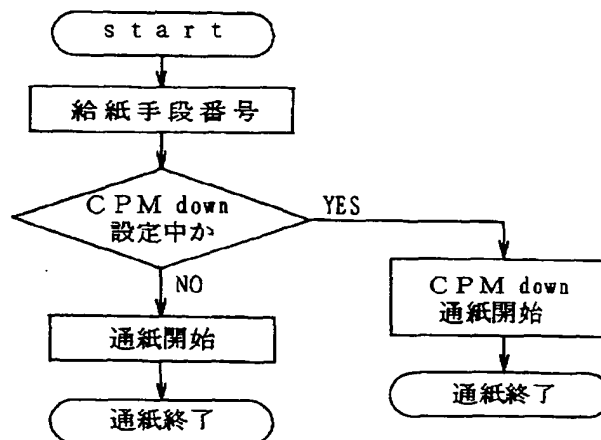 start
給紙手段番号
CPM down
設定中か
YES
NO
CPM down
通紙開始
通紙開始
通紙終了
通紙終了